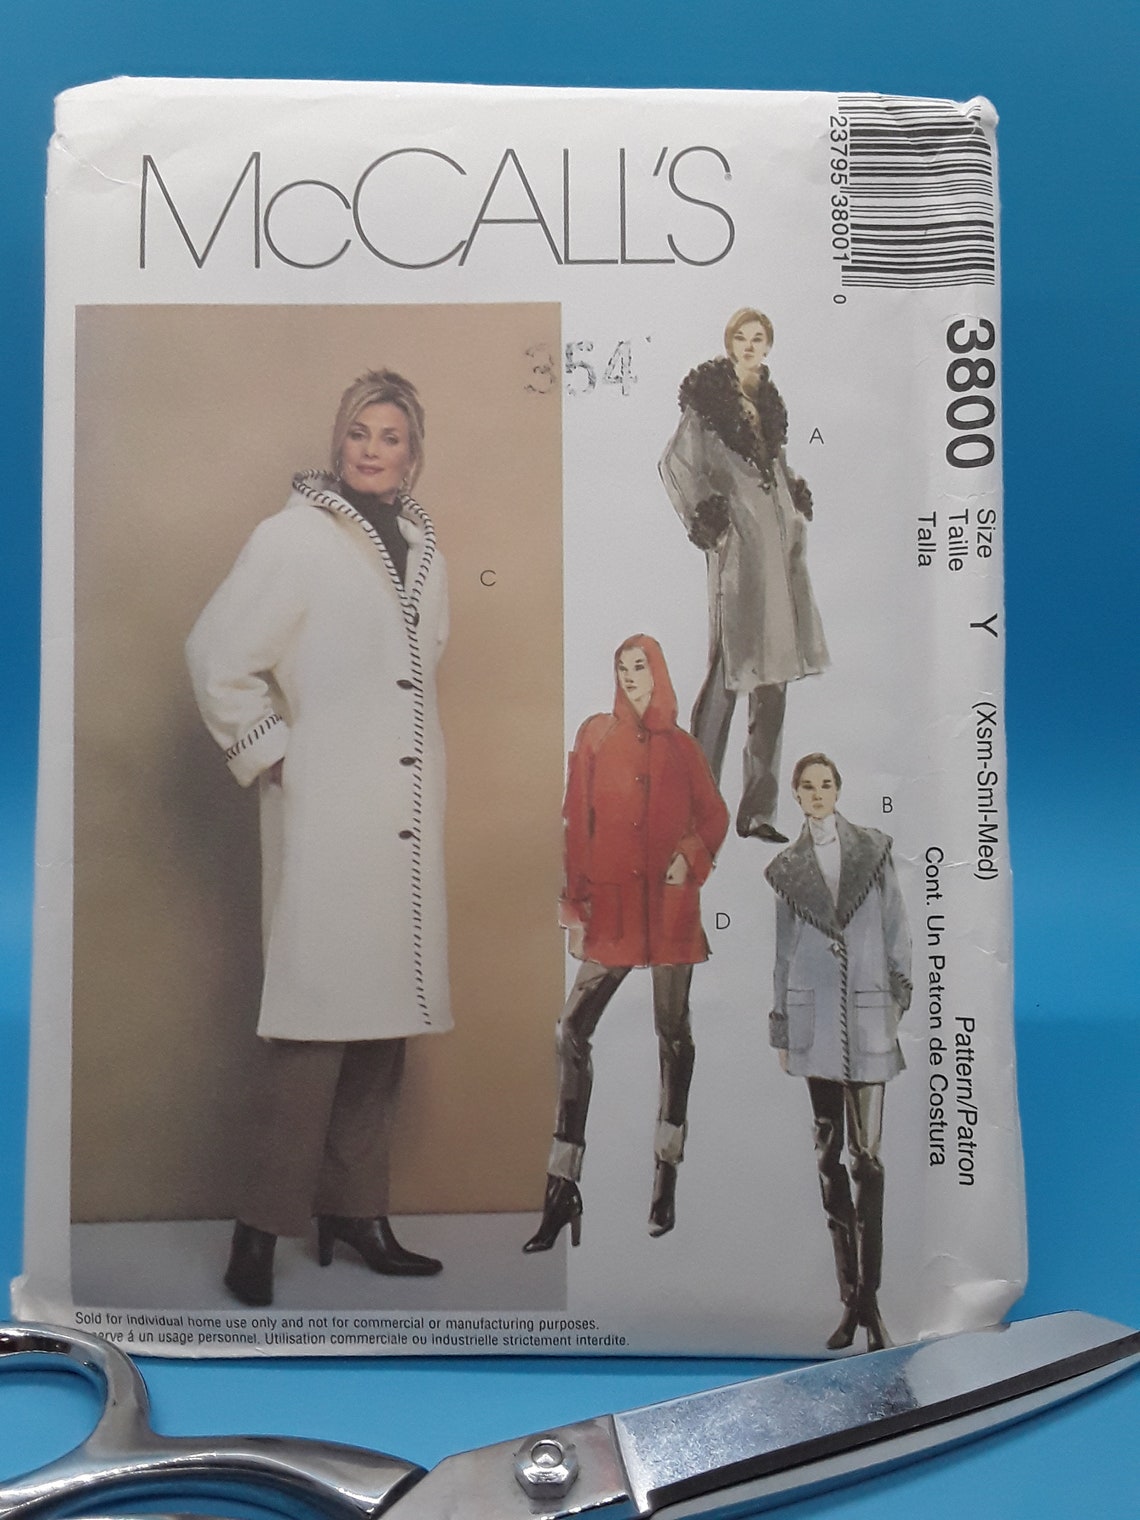 McCALL'S
23795 38001 0
3800
Size Y (Xsm-Sml-Med) Pattern/Patron
Taille
Talla Cont. Un Patron de Costura
354
A
C
B
D
Sold for individual home use only and not for commercial or manufacturing purposes.
á un usage personnel. Utilisation commerciale ou industrielle strictement interdite.